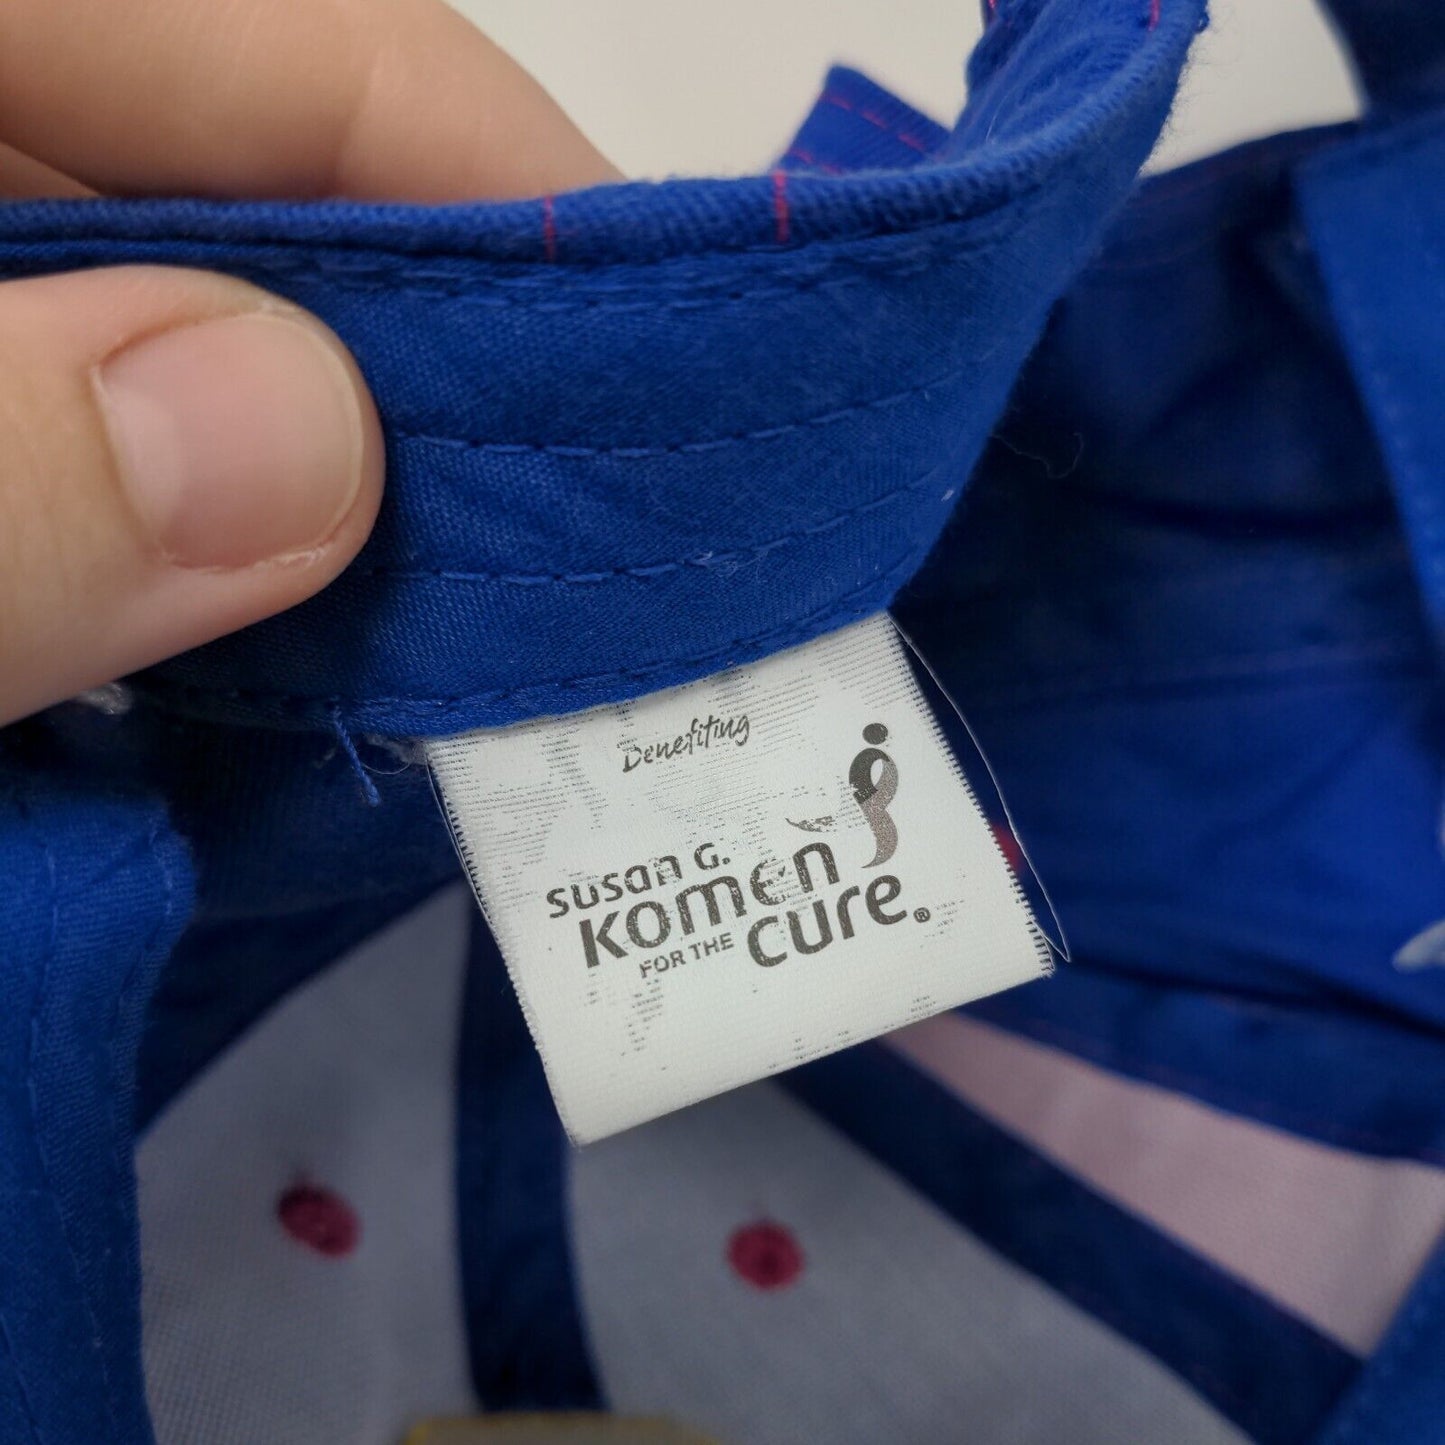 Benefiting
susan G.
Komen
FOR THE cure®